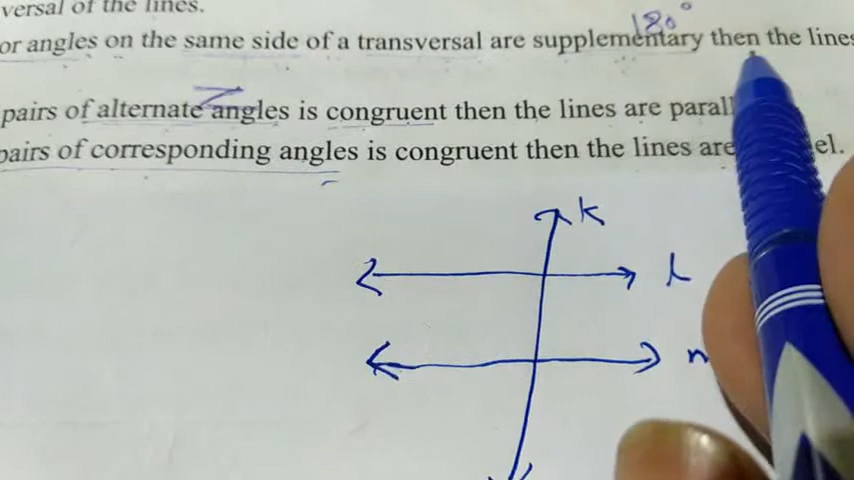 versal of the lines.
180°
or angles on the same side of a transversal are supplementary then the lines
Z
pairs of alternate angles is congruent then the lines are parall
pairs of corresponding angles is congruent then the lines are el.
k
l